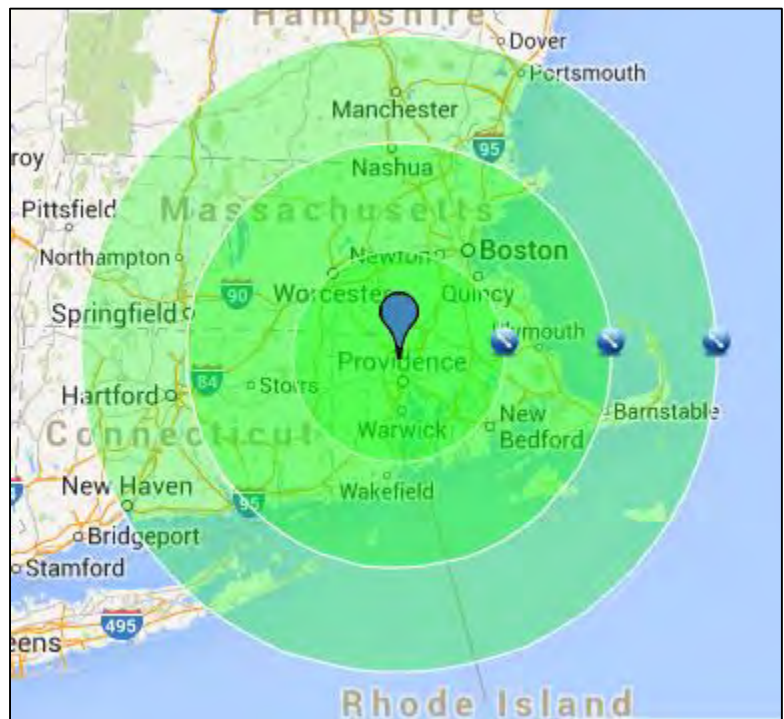 Hampshire
Dover
Portsmouth
Manchester
95
Nashua
roy
Massachusetts
Pittsfield
Northampton
Newton
Boston
Worcester
Quincy
90
Springfield
Plymouth
Providence
84
Storrs
Hartford
Barnstable
Warwick
New
Bedford
Connecticut
New Haven
95
Wakefield
Bridgeport
Stamford
495
eens
Rhode Island